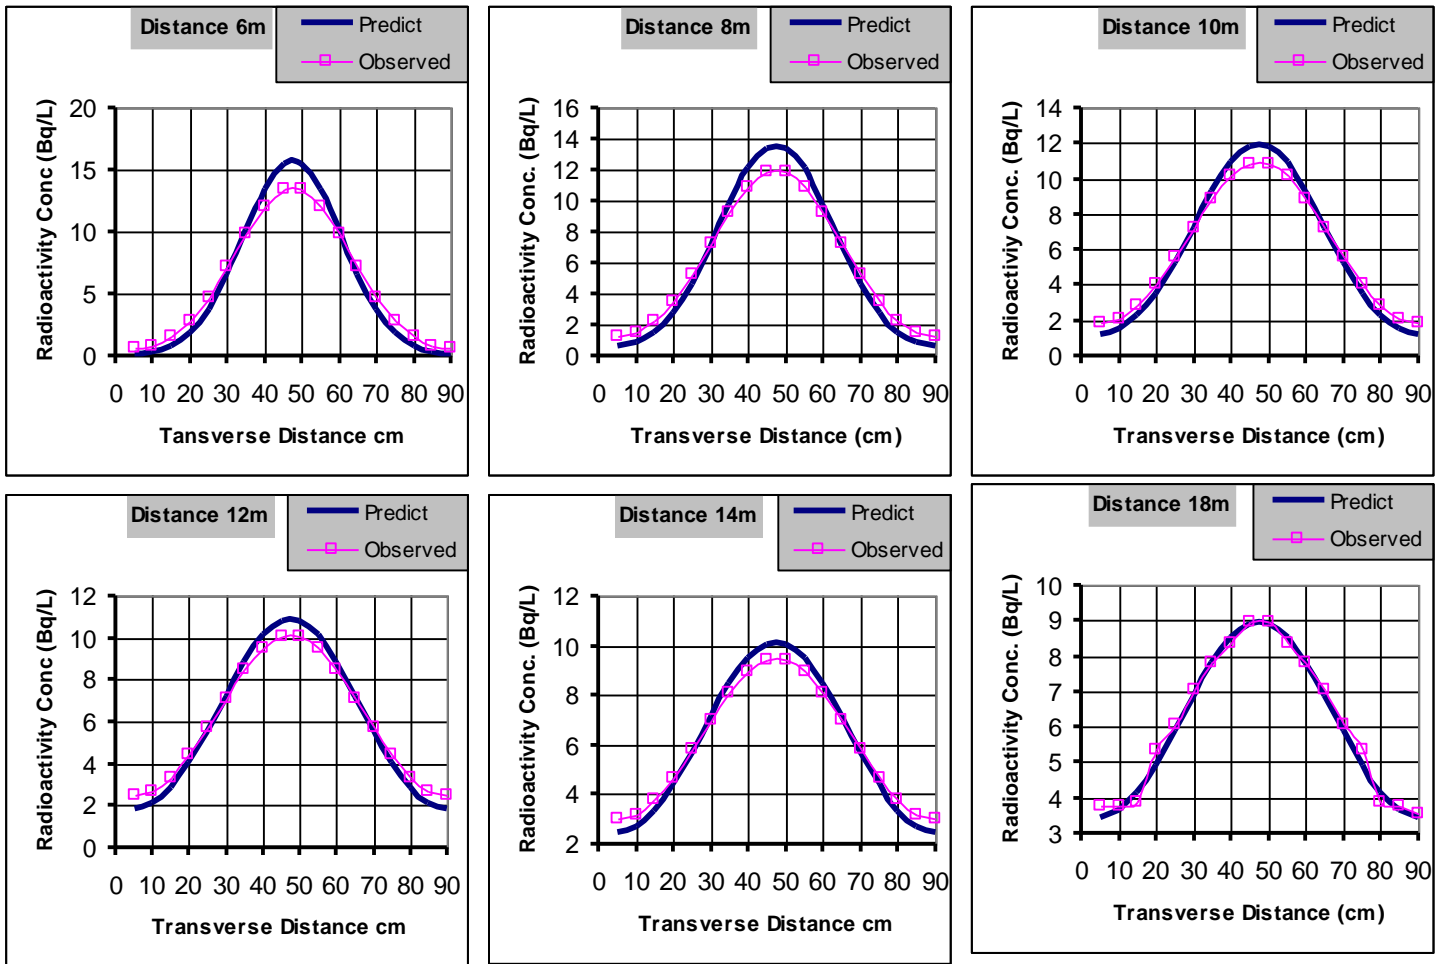 Distance 6m
Predict
Observed
Radioactivity Conc (Bq/L)
20
15
10
5
0
0 10 20 30 40 50 60 70 80 90
Tansverse Distance cm
Distance 8m
Predict
Observed
Radioactivity Conc. (Bq/L)
16
14
12
10
8
6
4
2
0
0 10 20 30 40 50 60 70 80 90
Transverse Distance (cm)
Distance 10m
Predict
Observed
Radioactiviy Conc. (Bq/L)
14
12
10
8
6
4
2
0
0 10 20 30 40 50 60 70 80 90
Transverse Distance (cm)
Distance 12m
Predict
Observed
Radioactivity Conc (Bq/L)
12
10
8
6
4
2
0
0 10 20 30 40 50 60 70 80 90
Transverse Distance cm
Distance 14m
Predict
Observed
Radioactivity Conc. (Bq/L)
12
10
8
6
4
2
0 10 20 30 40 50 60 70 80 90
Transverse Distance cm
Distance 18m
Predict
Observed
Radioactivity Conc. (Bq/L)
10
9
8
7
6
5
4
3
0 10 20 30 40 50 60 70 80 90
Transverse Distance (cm)